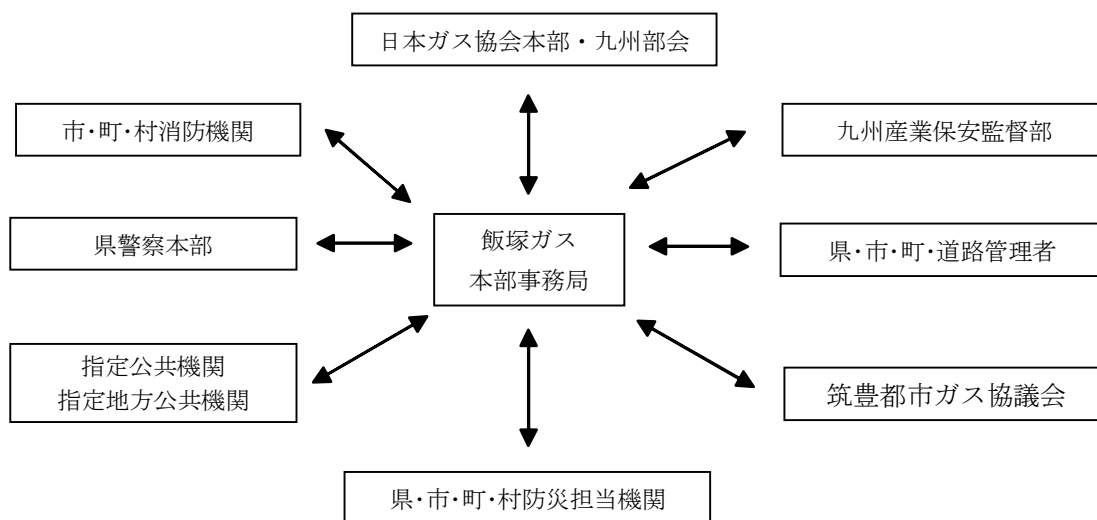 日本ガス協会本部・九州部会
市・町・村消防機関
九州産業保安監督部
県警察本部
飯塚ガス
本部事務局
県・市・町・道路管理者
指定公共機関
指定地方公共機関
筑豊都市ガス協議会
県・市・町・村防災担当機関